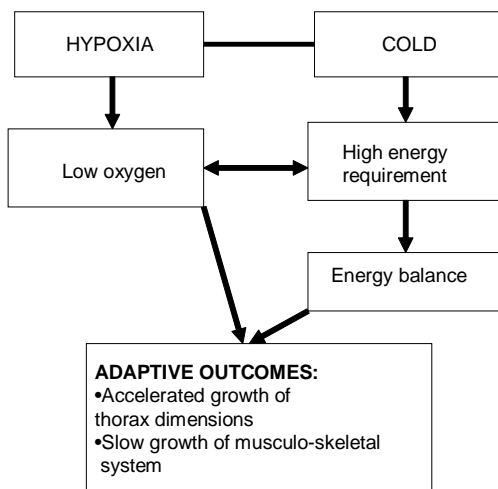 HYPOXIA
COLD
Low oxygen
High energy
requirement
Energy balance
ADAPTIVE OUTCOMES:
•Accelerated growth of
thorax dimensions
•Slow growth of musculo-skeletal
system